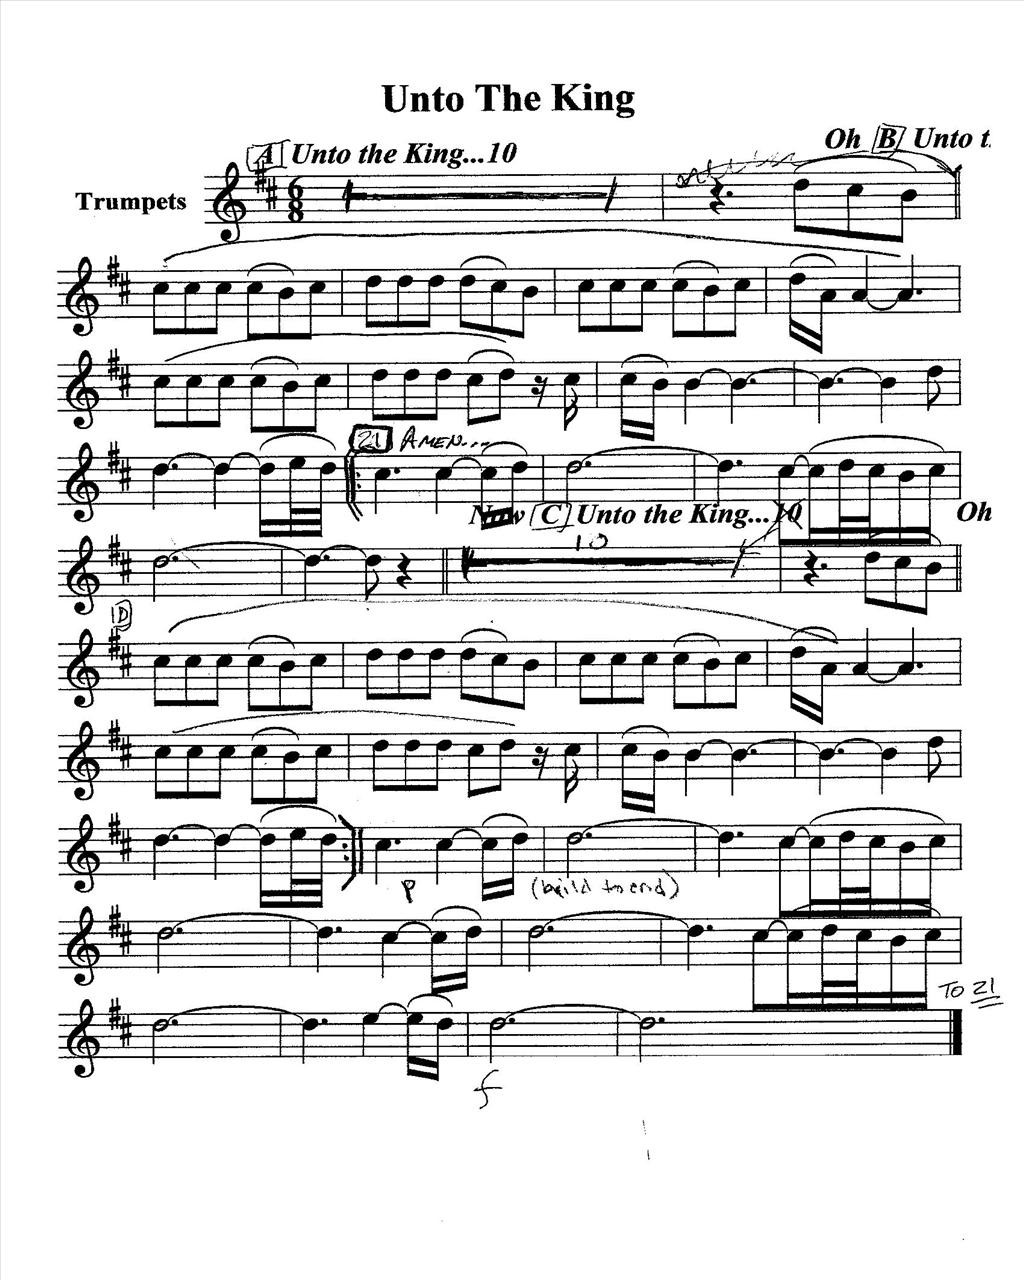 Unto The King
Oh B Unto t
A Unto the King...10
Trumpets
6
8
21 AMEN...
Now C Unto the King...10
Oh
10
D
P
(build to end)
TO 21
f